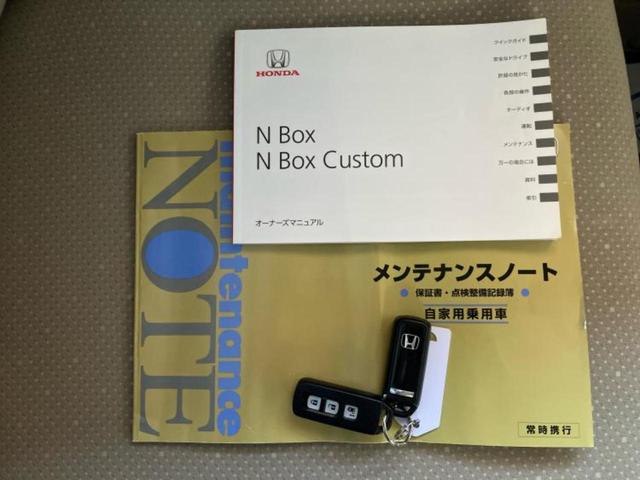 HONDA
N Box
N Box Custom
オーナーズマニュアル
クイックガイド
安全なドライブ
計器の見かた
各部の操作
オーディオ
運転
メンテナンス
万一の場合には
資料
索引
maintenance
NOTE
メンテナンスノート
● 保証書・点検整備記録簿 ●
自家用乗用車
常時携行